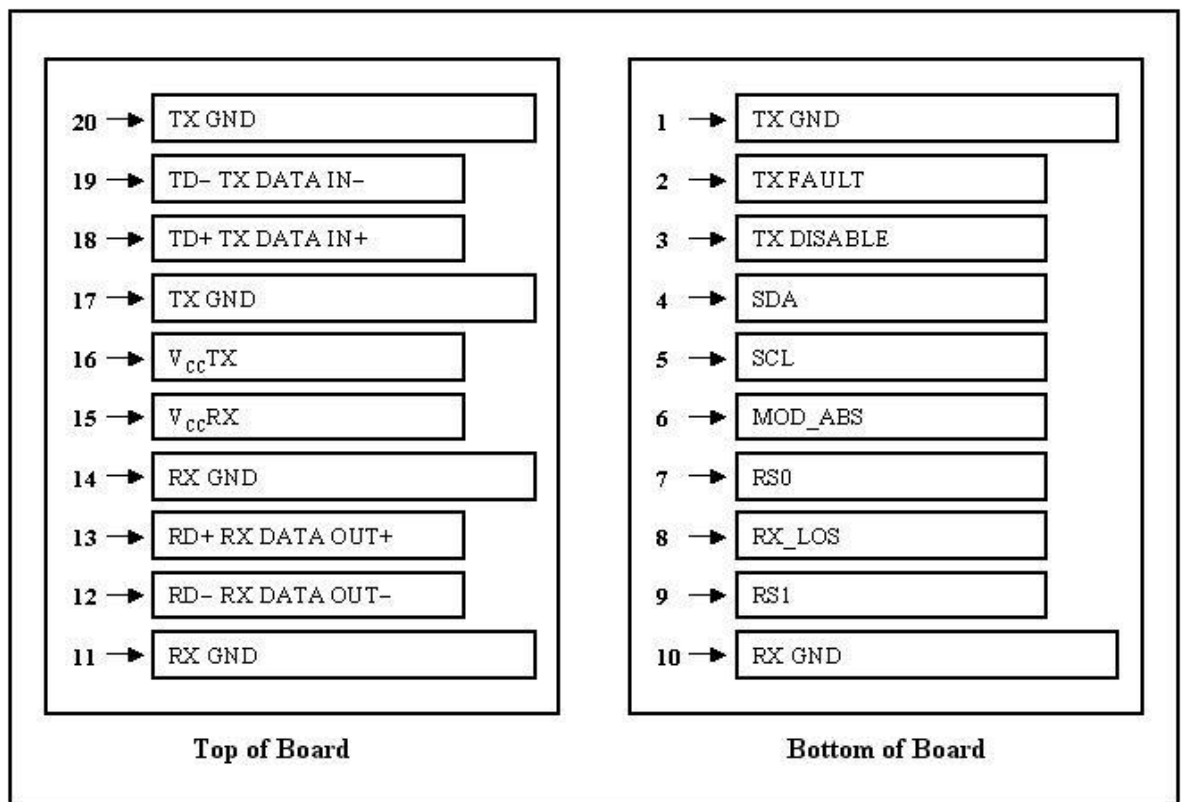 20 TX GND
19 TD– TX DATA IN–
18 TD+ TX DATA IN+
17 TX GND
16 VCCTX
15 VCCRX
14 RX GND
13 RD+ RX DATA OUT+
12 RD– RX DATA OUT–
11 RX GND
Top of Board
1 TX GND
2 TX FAULT
3 TX DISABLE
4 SDA
5 SCL
6 MOD_ABS
7 RS0
8 RX_LOS
9 RS1
10 RX GND
Bottom of Board